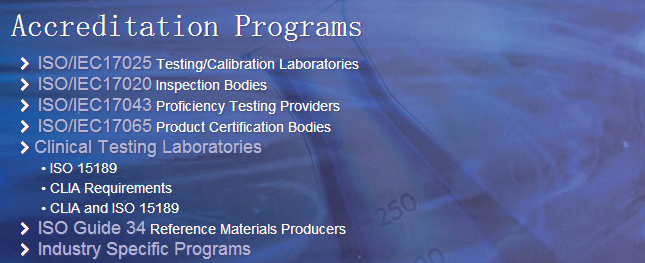 Accreditation Programs
ISO/IEC17025 Testing/Calibration Laboratories
ISO/IEC17020 Inspection Bodies
ISO/IEC17043 Proficiency Testing Providers
ISO/IEC17065 Product Certification Bodies
Clinical Testing Laboratories
• ISO 15189
• CLIA Requirements
• CLIA and ISO 15189
250
ISO Guide 34 Reference Materials Producers
Industry Specific Programs
200